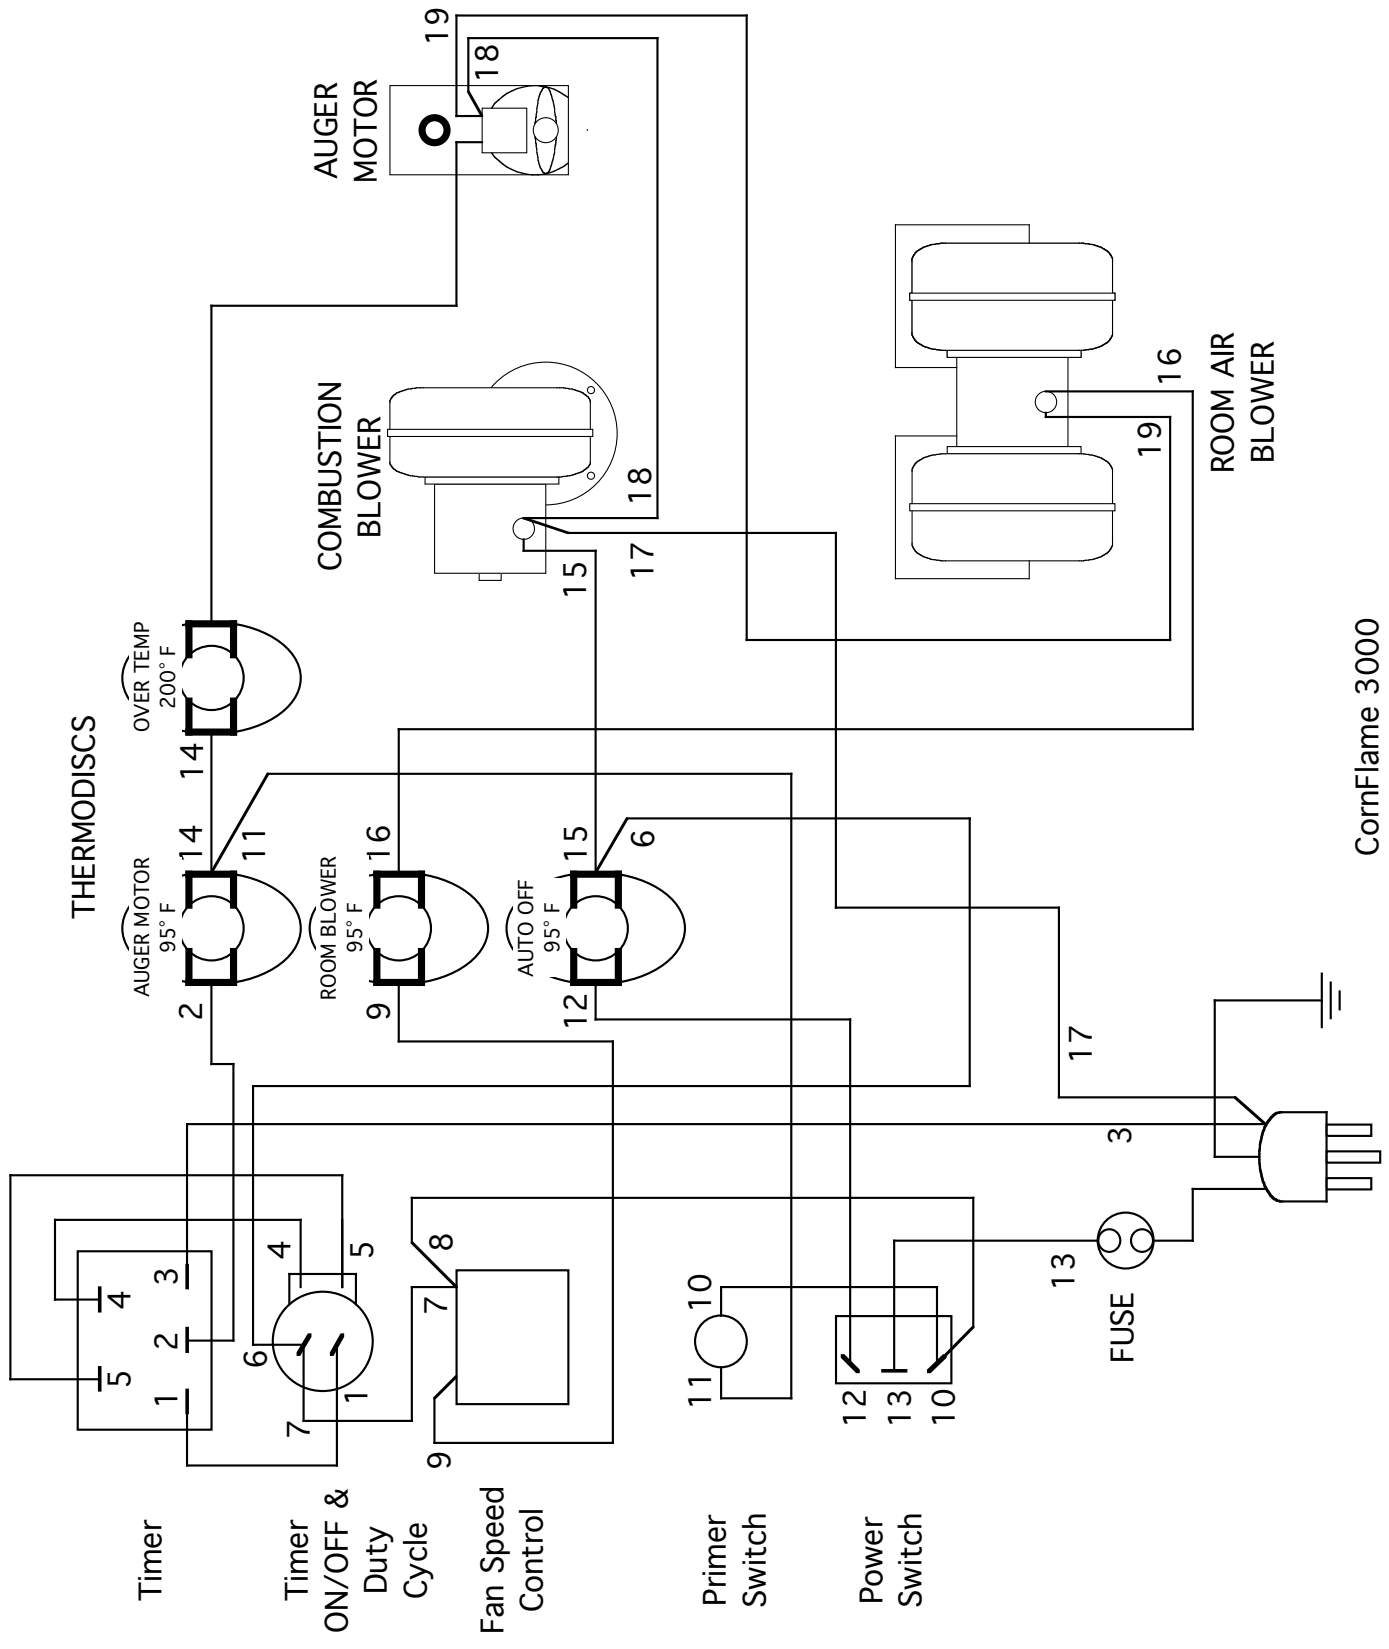 THERMODISCS
AUGER MOTOR
95° F
2
14
11
OVER TEMP
200° F
14
ROOM BLOWER
95° F
9
16
AUTO OFF
95° F
12
15
6
AUGER
MOTOR
19
18
COMBUSTION
BLOWER
15
17
18
ROOM AIR
BLOWER
19
16
Timer
5
4
1
2
3
Timer
ON/OFF &
Duty
Cycle
6
4
5
7
1
Fan Speed
Control
7
8
9
Primer
Switch
11
10
Power
Switch
12
13
10
FUSE
13
3
17
CornFlame 3000